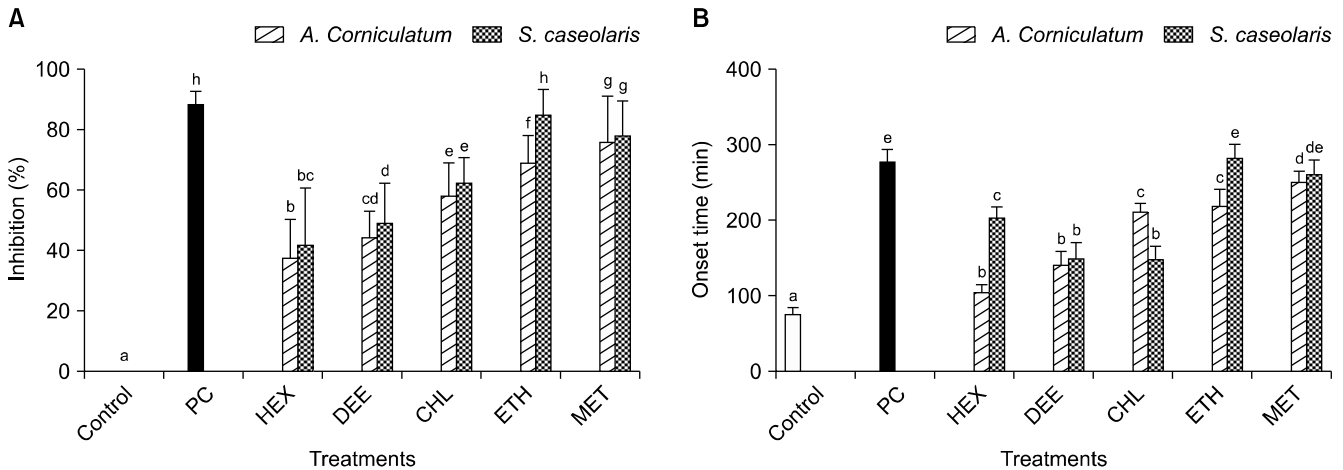 A
A. Corniculatum S. caseolaris
Inhibition (%)
100
80
60
40
20
0
a
h
b bc
cd d
e e
f h
g g
Control PC HEX DEE CHL ETH MET
Treatments
B
A. Corniculatum S. caseolaris
Onset time (min)
400
300
200
100
0
a
e
b c
b b
c b
c e
d de
Control PC HEX DEE CHL ETH MET
Treatments